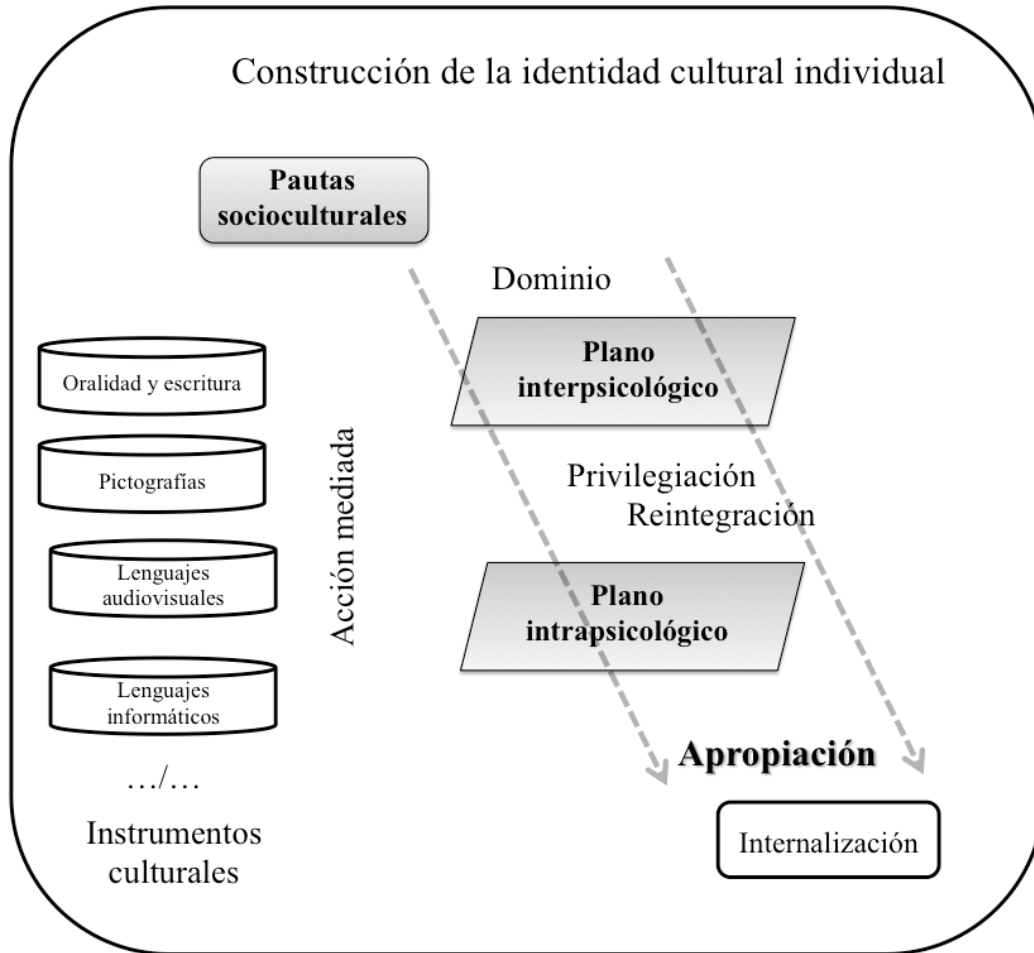 Construcción de la identidad cultural individual
Pautas
socioculturales
Dominio
Plano
interpsicológico
Oralidad y escritura
Pictografías
Lenguajes
audiovisuales
Lenguajes
informáticos
…/…
Instrumentos
culturales
Acción mediada
Privilegiación
Reintegración
Plano
intrapsicológico
Apropiación
Internalización